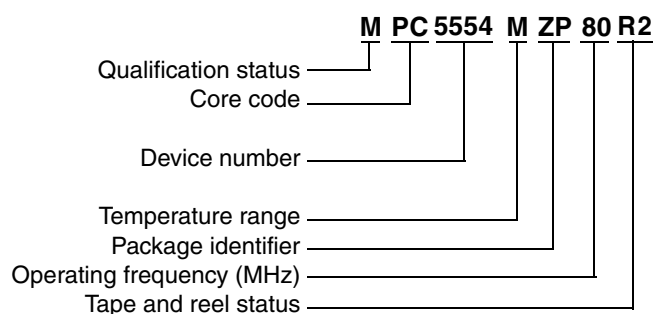 M PC 5554 M ZP 80 R2
Qualification status
Core code
Device number
Temperature range
Package identifier
Operating frequency (MHz)
Tape and reel status